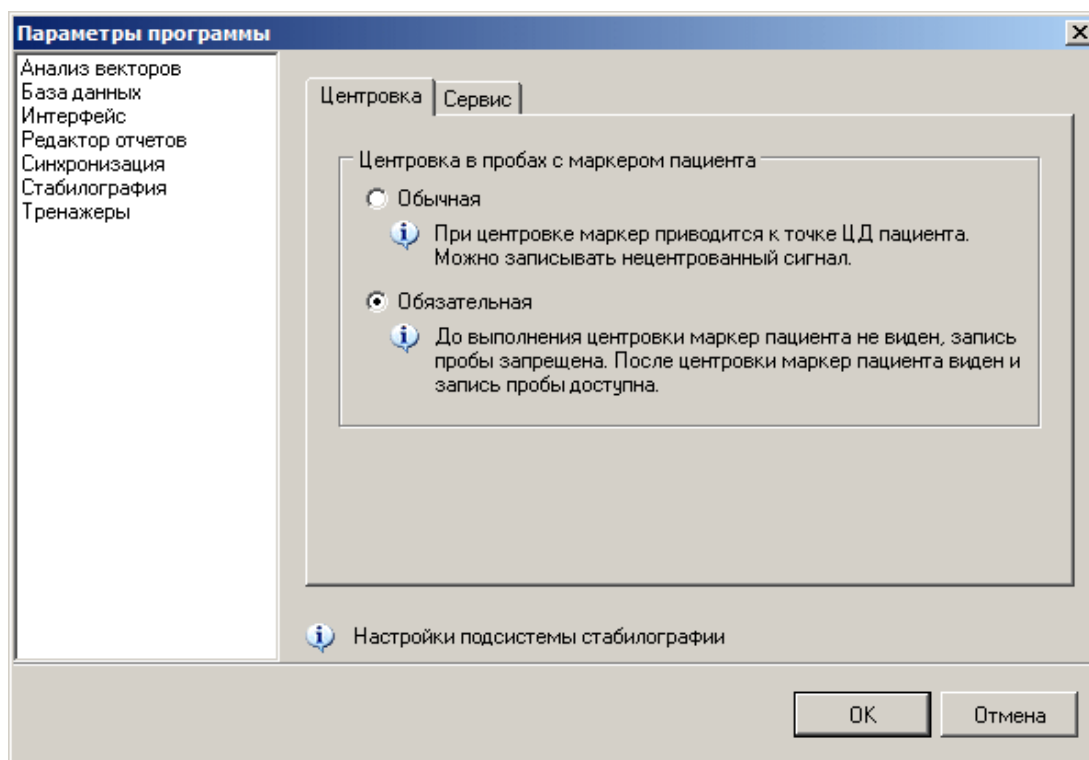 Параметры программы
Анализ векторов
База данных
Интерфейс
Редактор отчетов
Синхронизация
Стабилография
Тренажеры
Центровка
Сервис
Центровка в пробах с маркером пациента
Обычная
При центровке маркер приводится к точке ЦД пациента.
Можно записывать нецентрованный сигнал.
Обязательная
До выполнения центровки маркер пациента не виден, запись
пробы запрещена. После центровки маркер пациента виден и
запись пробы доступна.
Настройки подсистемы стабилографии
OK
Отмена